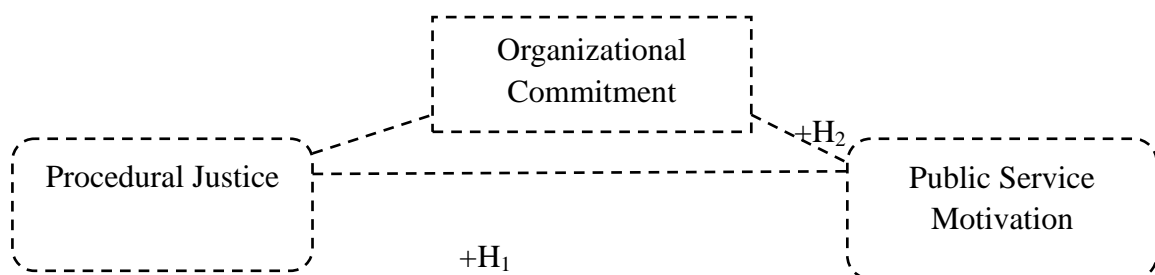 Organizational
Commitment
+H₂
Procedural Justice
Public Service
Motivation
+H₁